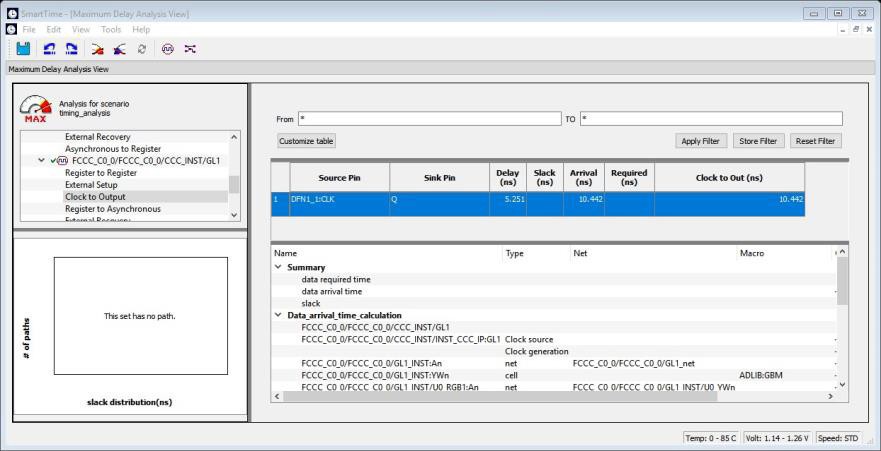 SmartTime - [Maximum Delay Analysis View]
File Edit View Tools Help
Maximum Delay Analysis View
MAX
Analysis for scenario
timing_analysis
External Recovery
Asynchronous to Register
FCCC_C0_0/FCCC_C0_0/CCC_INST/GL1
Register to Register
External Setup
Clock to Output
Register to Asynchronous
External Recovery
# of paths
This set has no path.
slack distribution(ns)
From * TO *
Customize table Apply Filter Store Filter Reset Filter
Source Pin Sink Pin Delay (ns) Slack (ns) Arrival (ns) Required (ns) Clock to Out (ns)
1 DFN1_1:CLK Q 5.251 10.442 10.442
Name Type Net Macro
Summary
data required time
data arrival time
slack
Data_arrival_time_calculation
FCCC_C0_0/FCCC_C0_0/CCC_INST/GL1
FCCC_C0_0/FCCC_C0_0/CCC_INST/INST_CCC_IP:GL1 Clock source
Clock generation
FCCC_C0_0/FCCC_C0_0/GL1_INST:An net FCCC_C0_0/FCCC_C0_0/GL1_net
FCCC_C0_0/FCCC_C0_0/GL1_INST:YWn cell ADLIB:GBM
FCCC_C0_0/FCCC_C0_0/GL1_INST/U0_RGB1:An net FCCC_C0_0/FCCC_C0_0/GL1_INST/U0_YWn
Temp: 0 - 85 C Volt: 1.14 - 1.26 V Speed: STD